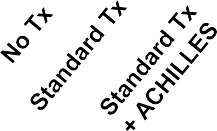 No Tx
Standard Tx
Standard Tx
+ ACHILLES